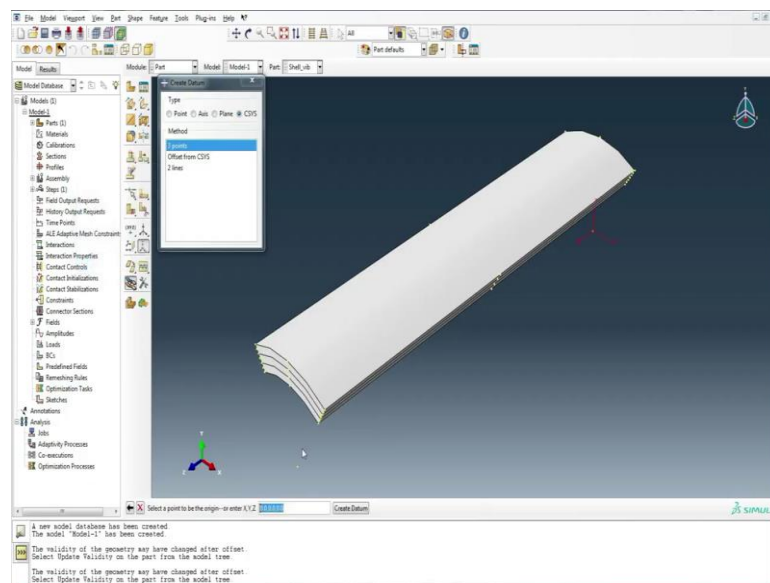 File Model Viewport View Part Shape Feature Tools Plug-ins Help
All
Part defaults
Model Results
Module: Part Model: Model-1 Part: Shell_vib
Model Database
Models (1)
Model-1
Parts (1)
Materials
Calibrations
Sections
Profiles
Assembly
Steps (1)
Field Output Requests
History Output Requests
Time Points
ALE Adaptive Mesh Constraint
Interactions
Interaction Properties
Contact Controls
Contact Initializations
Contact Stabilizations
Constraints
Connector Sections
Fields
Amplitudes
Loads
BCs
Predefined Fields
Remeshing Rules
Optimization Tasks
Sketches
Annotations
Analysis
Jobs
Adaptivity Processes
Co-executions
Optimization Processes
Create Datum
Type
Point Axis Plane CSYS
Method
3 points
Offset from CSYS
2 lines
Y
Z X
Select a point to be the origin--or enter X,Y,Z 0.0,0.0,0.0 Create Datum
SIMUL
A new model database has been created.
The model "Model-1" has been created.
The validity of the geometry may have changed after offset.
Select Update Validity on the part from the model tree.
The validity of the geometry may have changed after offset.
Select Update Validity on the part from the model tree.